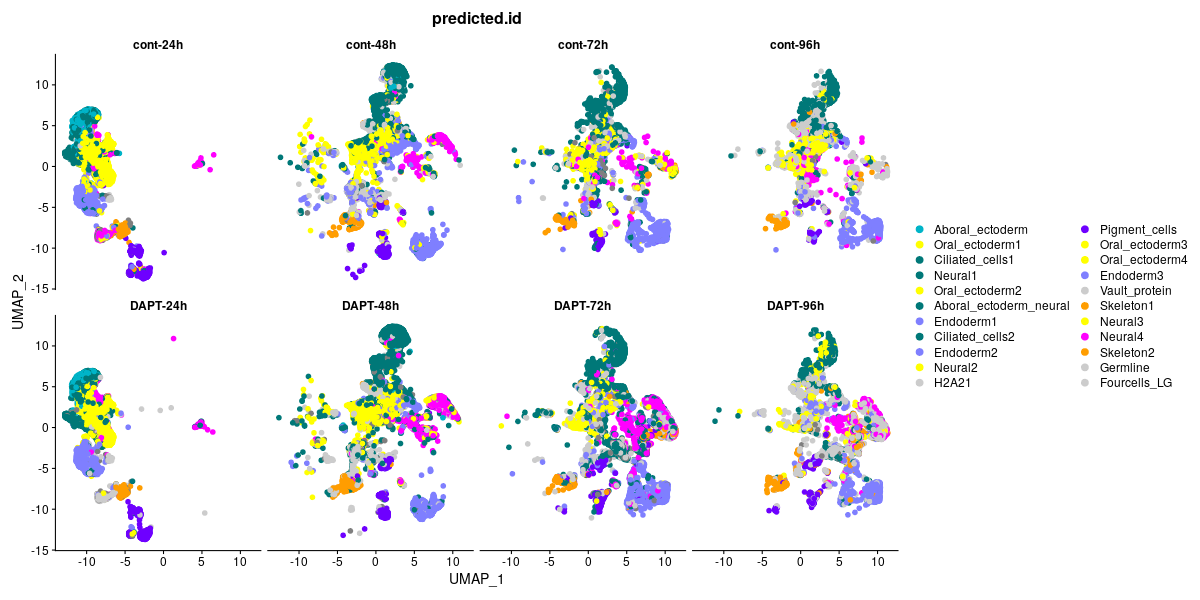 predicted.id
cont-24h cont-48h cont-72h cont-96h
10
5
0
-5
-10
-15
DAPT-24h DAPT-48h DAPT-72h DAPT-96h
10
5
0
-5
-10
-15
-10 -5 0 5 10 -10 -5 0 5 10 -10 -5 0 5 10 -10 -5 0 5 10
UMAP_1
UMAP_2
Aboral_ectoderm
Oral_ectoderm1
Ciliated_cells1
Neural1
Oral_ectoderm2
Aboral_ectoderm_neural
Endoderm1
Ciliated_cells2
Endoderm2
Neural2
H2A21
Pigment_cells
Oral_ectoderm3
Oral_ectoderm4
Endoderm3
Vault_protein
Skeleton1
Neural3
Neural4
Skeleton2
Germline
Fourcells_LG